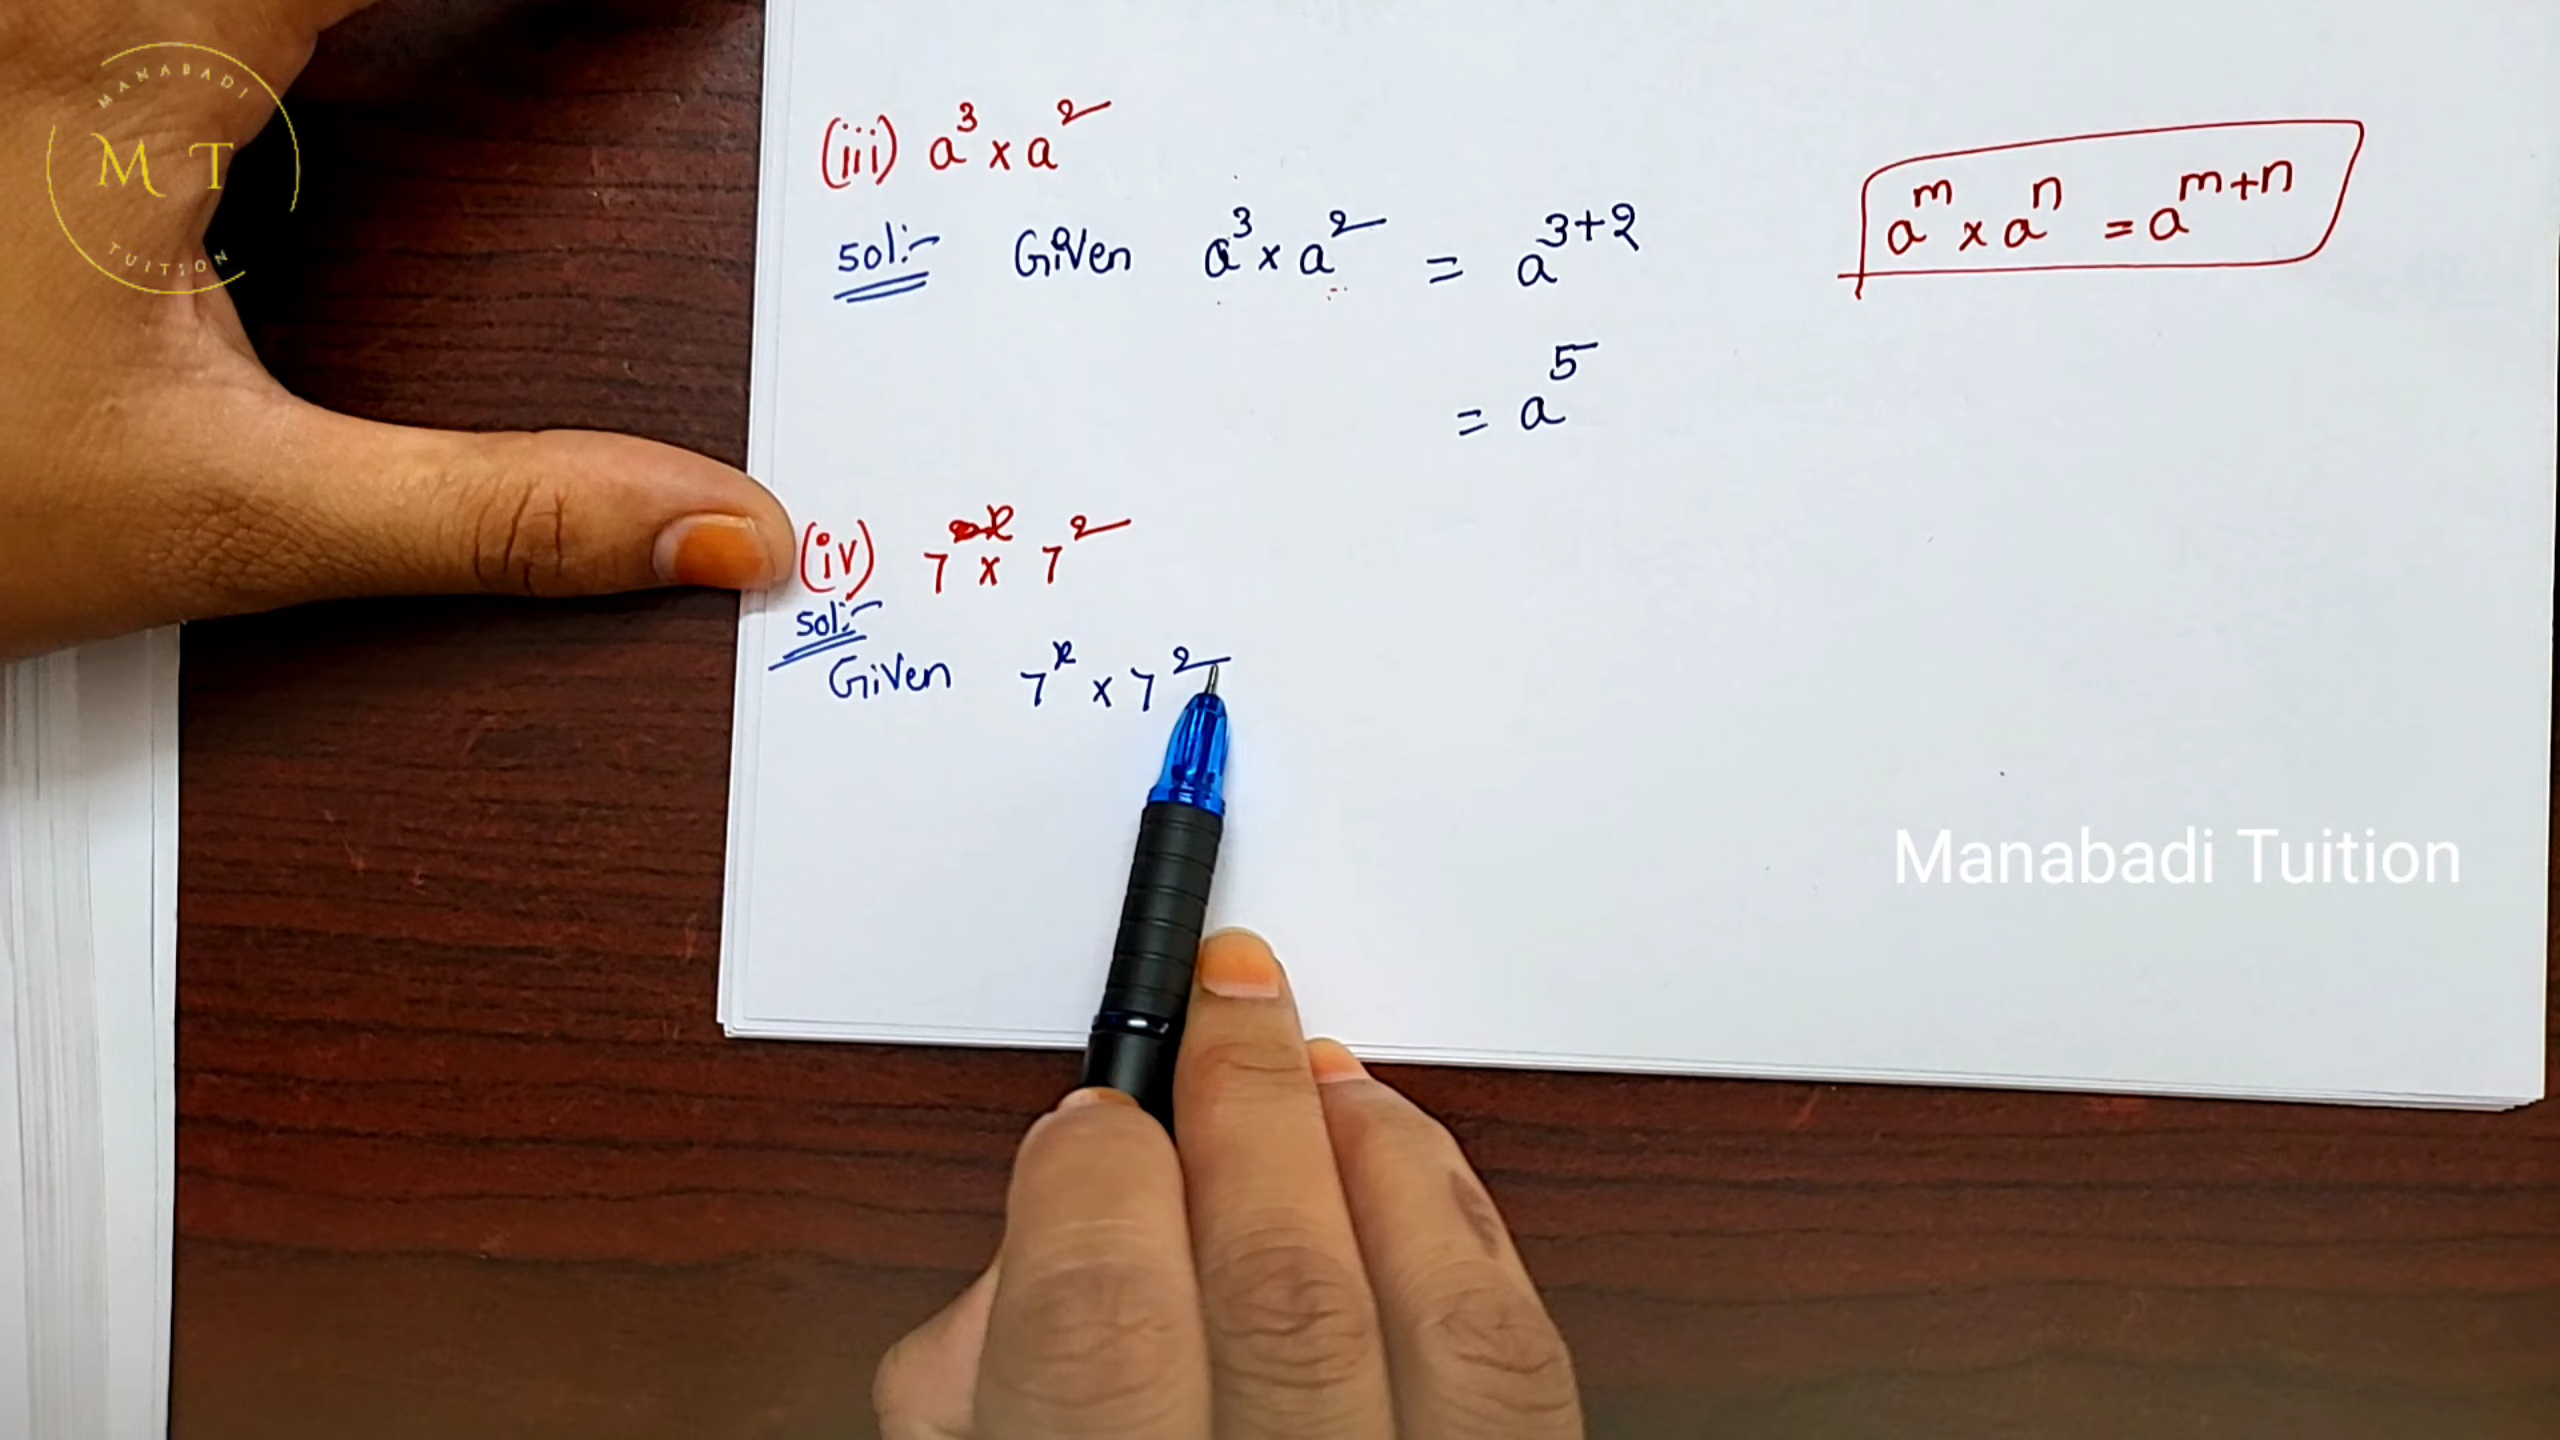 MANABADI
MT
TUITION
(iii) a³ x a²
Sol:- Given a³ x a² = a³⁺²
= a⁵
aᵐ x aⁿ = aᵐ⁺ⁿ
(iv) 7ˣ x 7²
Sol:-
Given 7ˣ x 7²
Manabadi Tuition